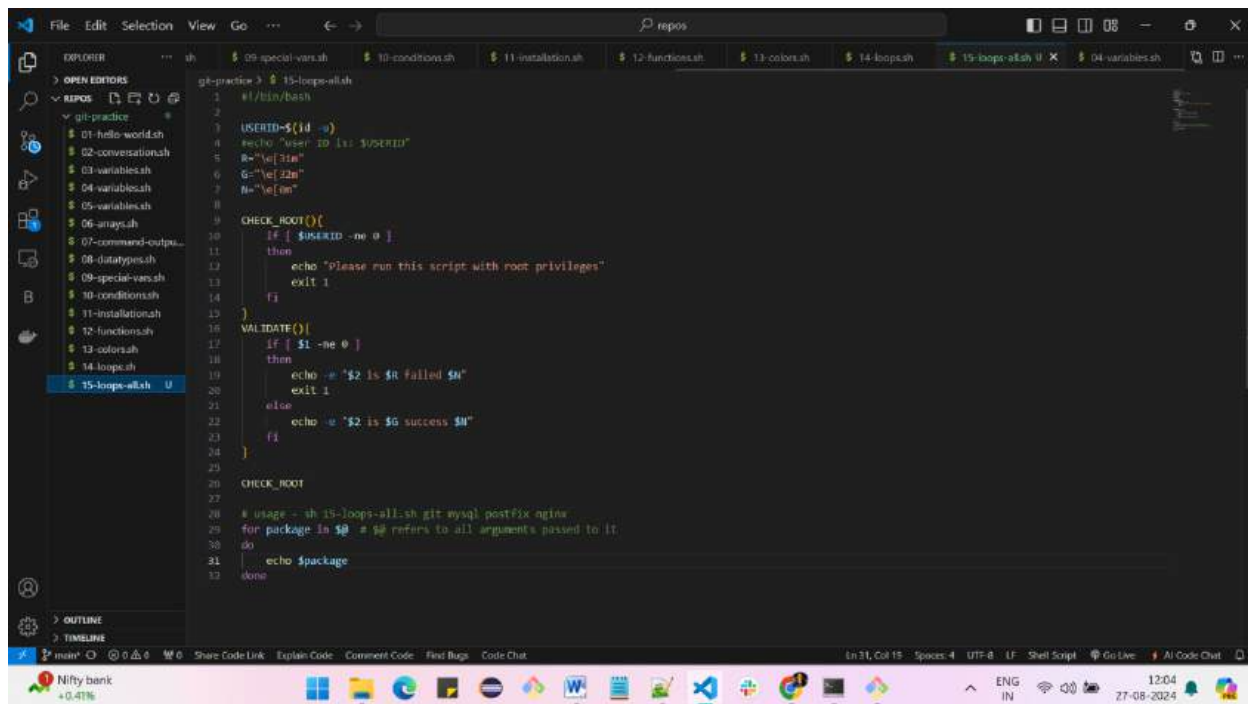 File Edit Selection View Go ··· repos
EXPLORER ··· sh $ 09-special-vars.sh $ 10-conditions.sh $ 11-installation.sh $ 12-functions.sh $ 13-colors.sh $ 14-loops.sh $ 15-loops-all.sh U $ 04-variables.sh
git-practice > $ 15-loops-all.sh
OPEN EDITORS
REPOS
git-practice
$ 01-hello-world.sh
$ 02-conversation.sh
$ 03-variables.sh
$ 04-variables.sh
$ 05-variables.sh
$ 06-arrays.sh
$ 07-command-outpu...
$ 08-datatypes.sh
$ 09-special-vars.sh
$ 10-conditions.sh
$ 11-installation.sh
$ 12-functions.sh
$ 13-colors.sh
$ 14-loops.sh
$ 15-loops-all.sh U
OUTLINE
TIMELINE
1 #!/bin/bash
2
3 USERID=$(id -u)
4 #echo "user ID is: $USERID"
5 R="\e[31m"
6 G="\e[32m"
7 N="\e[0m"
8
9 CHECK_ROOT(){
10 if [ $USERID -ne 0 ]
11 then
12 echo "Please run this script with root privileges"
13 exit 1
14 fi
15 }
16 VALIDATE(){
17 if [ $1 -ne 0 ]
18 then
19 echo -e "$2 is $R failed $N"
20 exit 1
21 else
22 echo -e "$2 is $G success $N"
23 fi
24 }
25
26 CHECK_ROOT
27
28 # usage - sh 15-loops-all.sh git mysql postfix nginx
29 for package in $@ # $@ refers to all arguments passed to it
30 do
31 echo $package
32 done
main* 0 0 0 Share Code Link Explain Code Comment Code Find Bugs Code Chat Ln 31, Col 15 Spaces: 4 UTF-8 LF Shell Script Go Live AI Code Chat
Nifty bank
+0.41%
ENG
IN
12:04
27-08-2024